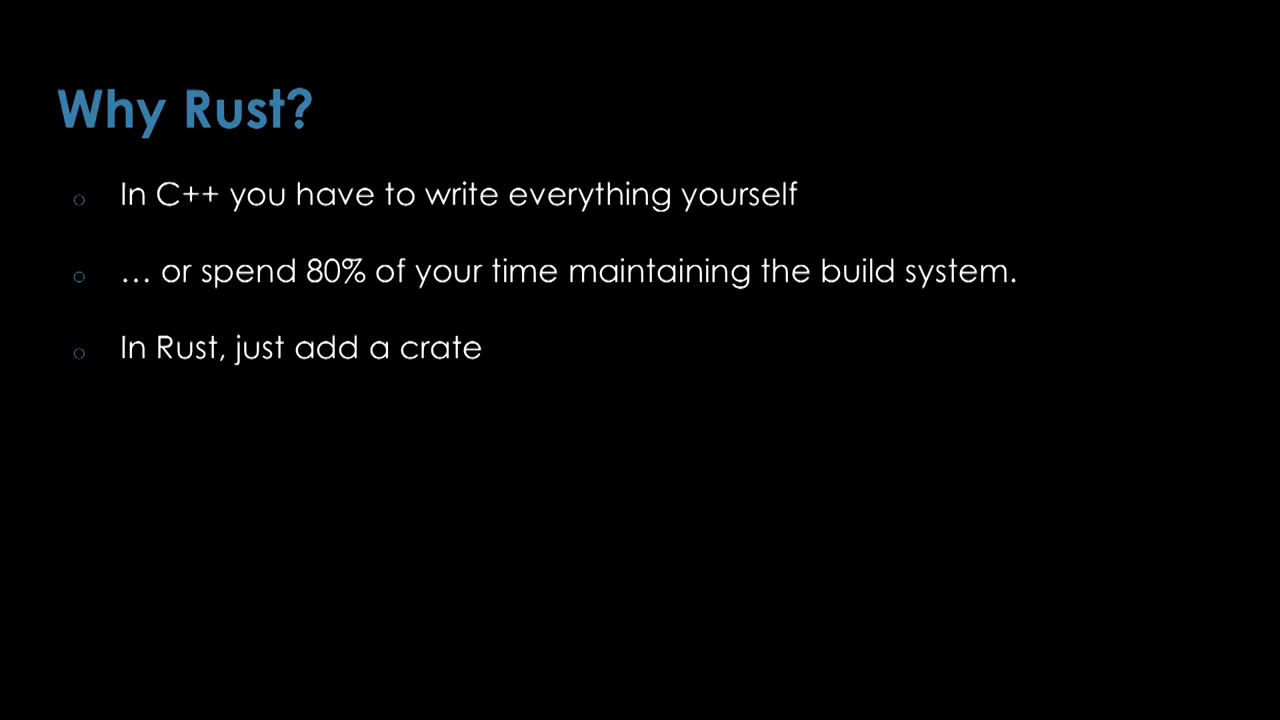 Why Rust?
In C++ you have to write everything yourself
… or spend 80% of your time maintaining the build system.
In Rust, just add a crate